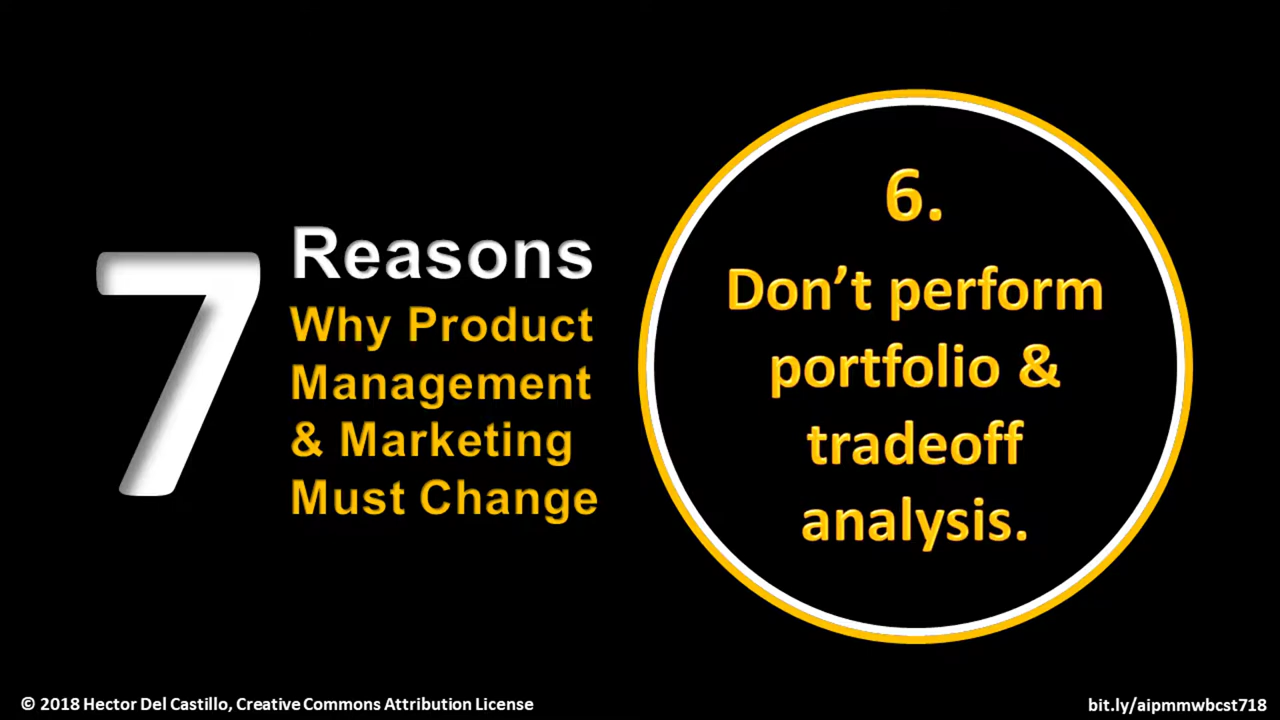 7
Reasons
Why Product
Management
& Marketing
Must Change
6.
Don’t perform
portfolio &
tradeoff
analysis.
© 2018 Hector Del Castillo, Creative Commons Attribution License
bit.ly/aipmmwbcst718